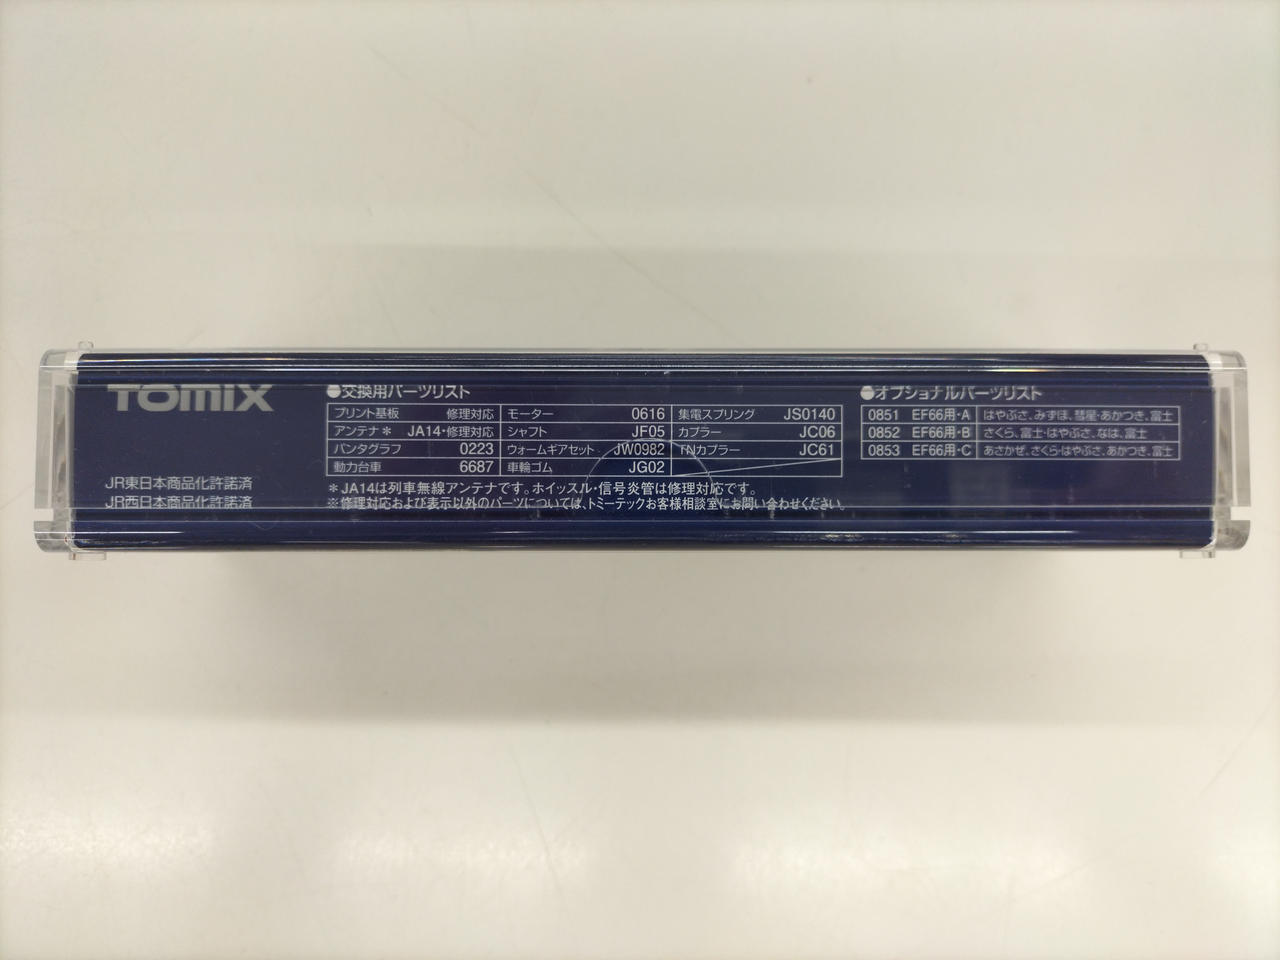 TOMIX
JR東日本商品化許諾済
JR西日本商品化許諾済
●交換用パーツリスト
プリント基板 修理対応 モーター 0616 集電スプリング JS0140
アンテナ＊ JA14・修理対応 シャフト JF05 カプラー JC06
パンタグラフ 0223 ウォームギアセット JW0982 TNカプラー JC61
動力台車 6687 車輪ゴム JG02
＊JA14は列車無線アンテナです。ホイッスル・信号炎管は修理対応です。
※修理対応および表示以外のパーツについては、トミーテックお客様相談室にお問い合わせください。
●オプショナルパーツリスト
0851 EF66用・A はやぶさ、みずほ、彗星・あかつき、富士
0852 EF66用・B さくら、富士・はやぶさ、なは、富士
0853 EF66用・C あさかぜ、さくら・はやぶさ、あかつき、富士